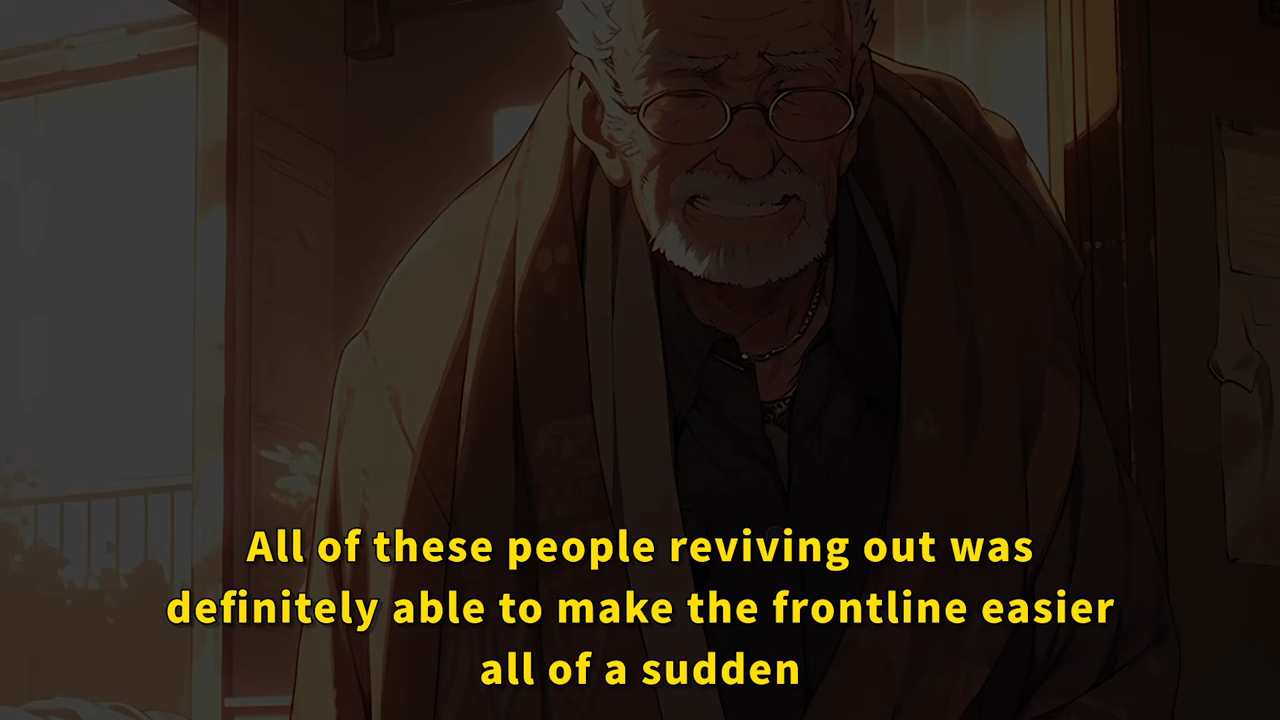 All of these people reviving out was
definitely able to make the frontline easier
all of a sudden